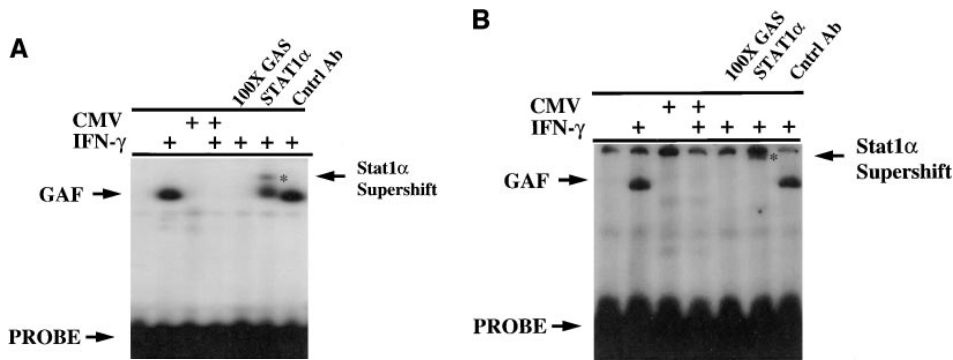 A
100X GAS
STAT1α
Cntrl Ab
CMV + +
IFN-γ + + + + +
GAF
*
Stat1α
Supershift
PROBE
B
100X GAS
STAT1α
Cntrl Ab
CMV + +
IFN-γ + + + + +
GAF
*
Stat1α
Supershift
PROBE